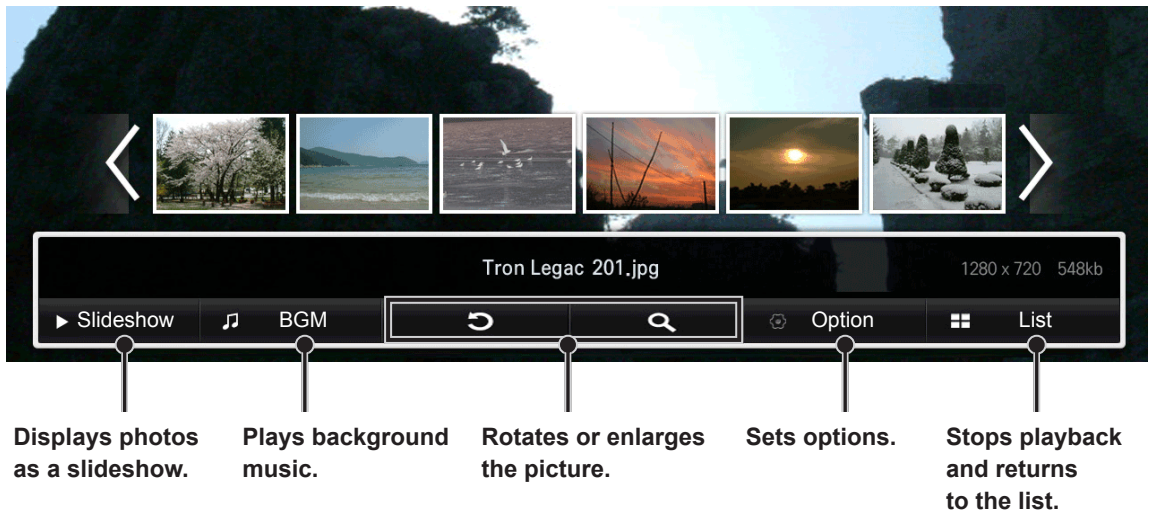 Tron Legac 201.jpg 1280 x 720 548kb
Slideshow BGM Option List
Displays photos
as a slideshow.
Plays background
music.
Rotates or enlarges
the picture.
Sets options.
Stops playback
and returns
to the list.